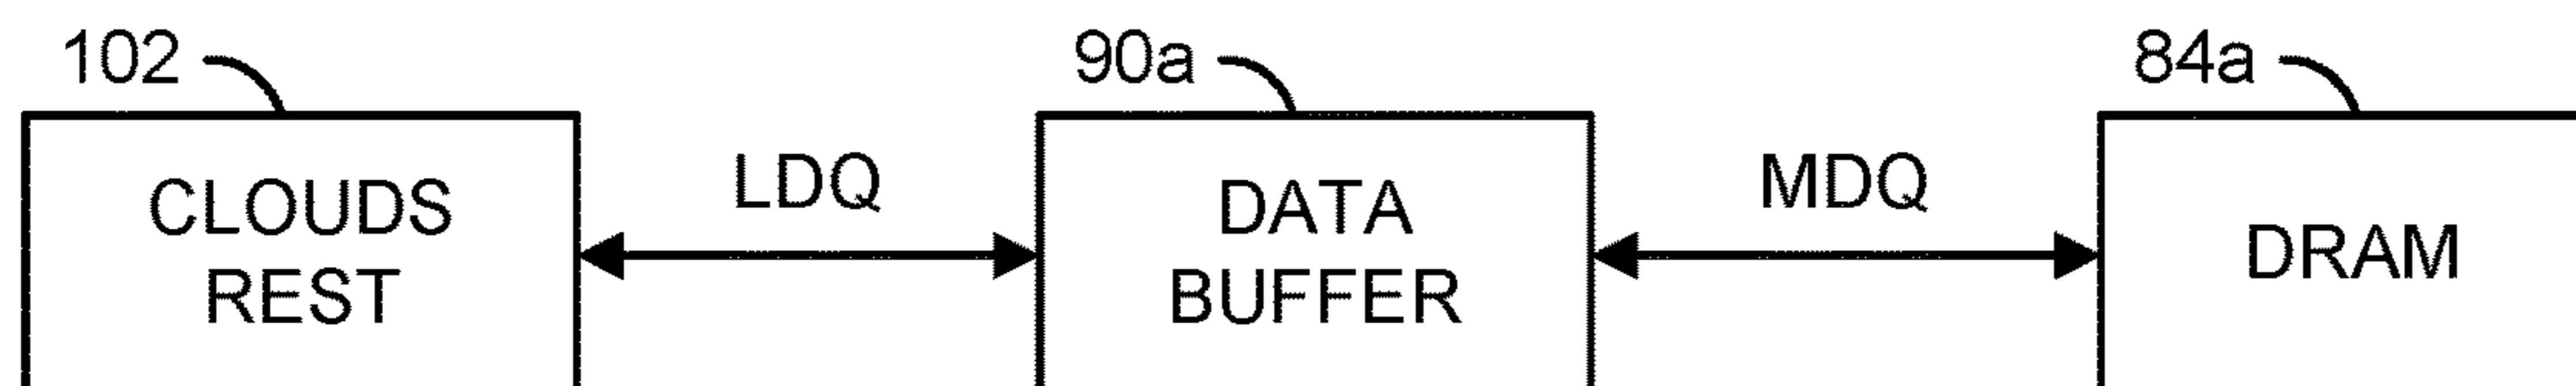 102
90a
84a
CLOUDS
REST
LDQ
DATA
BUFFER
MDQ
DRAM